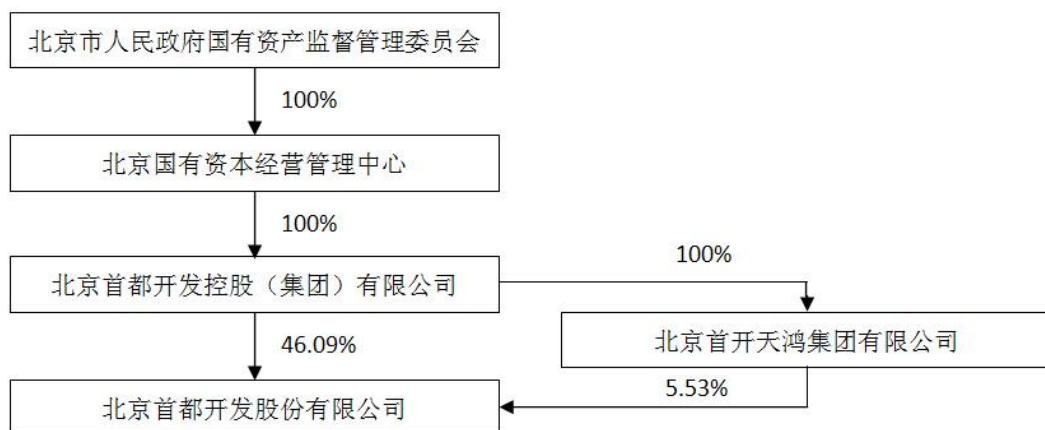 北京市人民政府国有资产监督管理委员会
100%
北京国有资本经营管理中心
100%
北京首都开发控股（集团）有限公司
100%
北京首开天鸿集团有限公司
46.09%
5.53%
北京首都开发股份有限公司